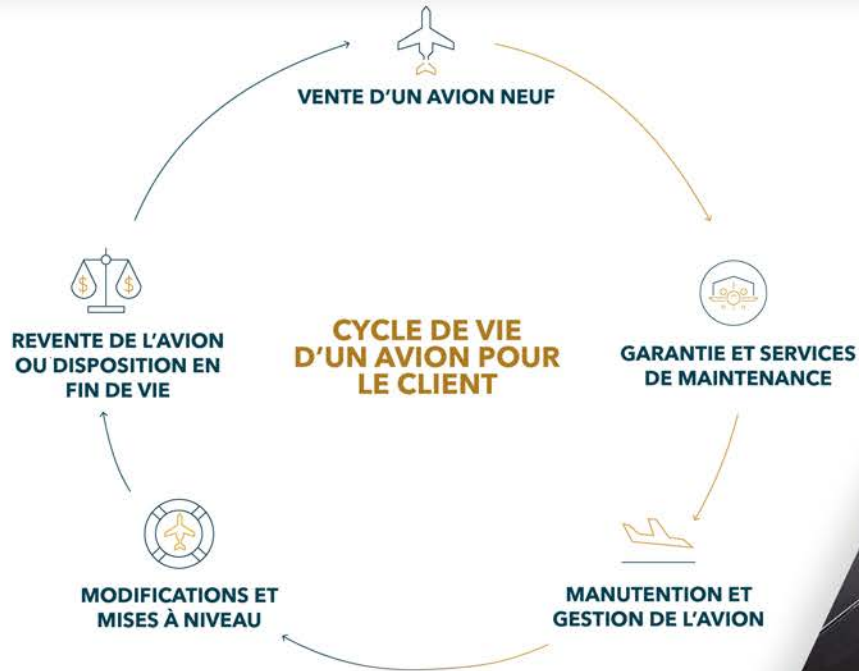 VENTE D'UN AVION NEUF
GARANTIE ET SERVICES
DE MAINTENANCE
MANUTENTION ET
GESTION DE L'AVION
MODIFICATIONS ET
MISES À NIVEAU
$ $
REVENTE DE L'AVION
OU DISPOSITION EN
FIN DE VIE
CYCLE DE VIE
D'UN AVION POUR
LE CLIENT